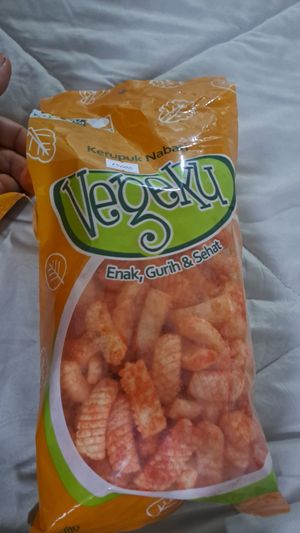 Kerupuk Nabati
Vegeku
Enak, Gurih & Sehat